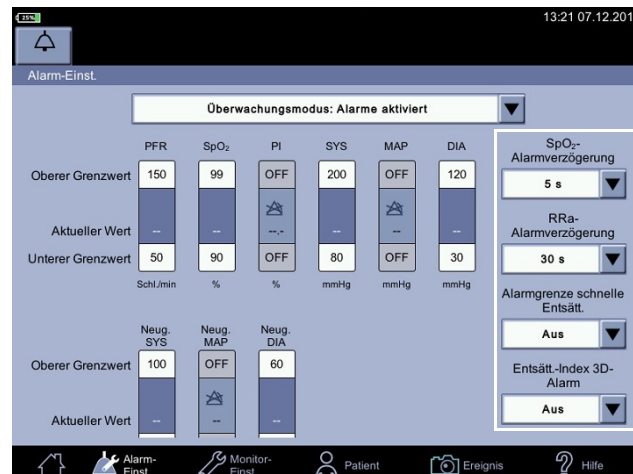 25%
13:21 07.12.201
Alarm-Einst.
Überwachungsmodus: Alarme aktiviert
PFR SpO₂ PI SYS MAP DIA
Oberer Grenzwert 150 99 OFF 200 OFF 120
Aktueller Wert -- -- --.- -- -- --
Unterer Grenzwert 50 90 OFF 80 OFF 30
Schl./min % % mmHg mmHg mmHg
SpO₂-
Alarmverzögerung
5 s
RRa-
Alarmverzögerung
30 s
Alarmgrenze schnelle
Entsätt.
Aus
Entsätt.-Index 3D-
Alarm
Aus
Neug. Neug. Neug.
SYS MAP DIA
Oberer Grenzwert 100 OFF 60
Aktueller Wert -- -- --
Alarm-
Einst.
Monitor-
Einst.
Patient
Ereignis
Hilfe